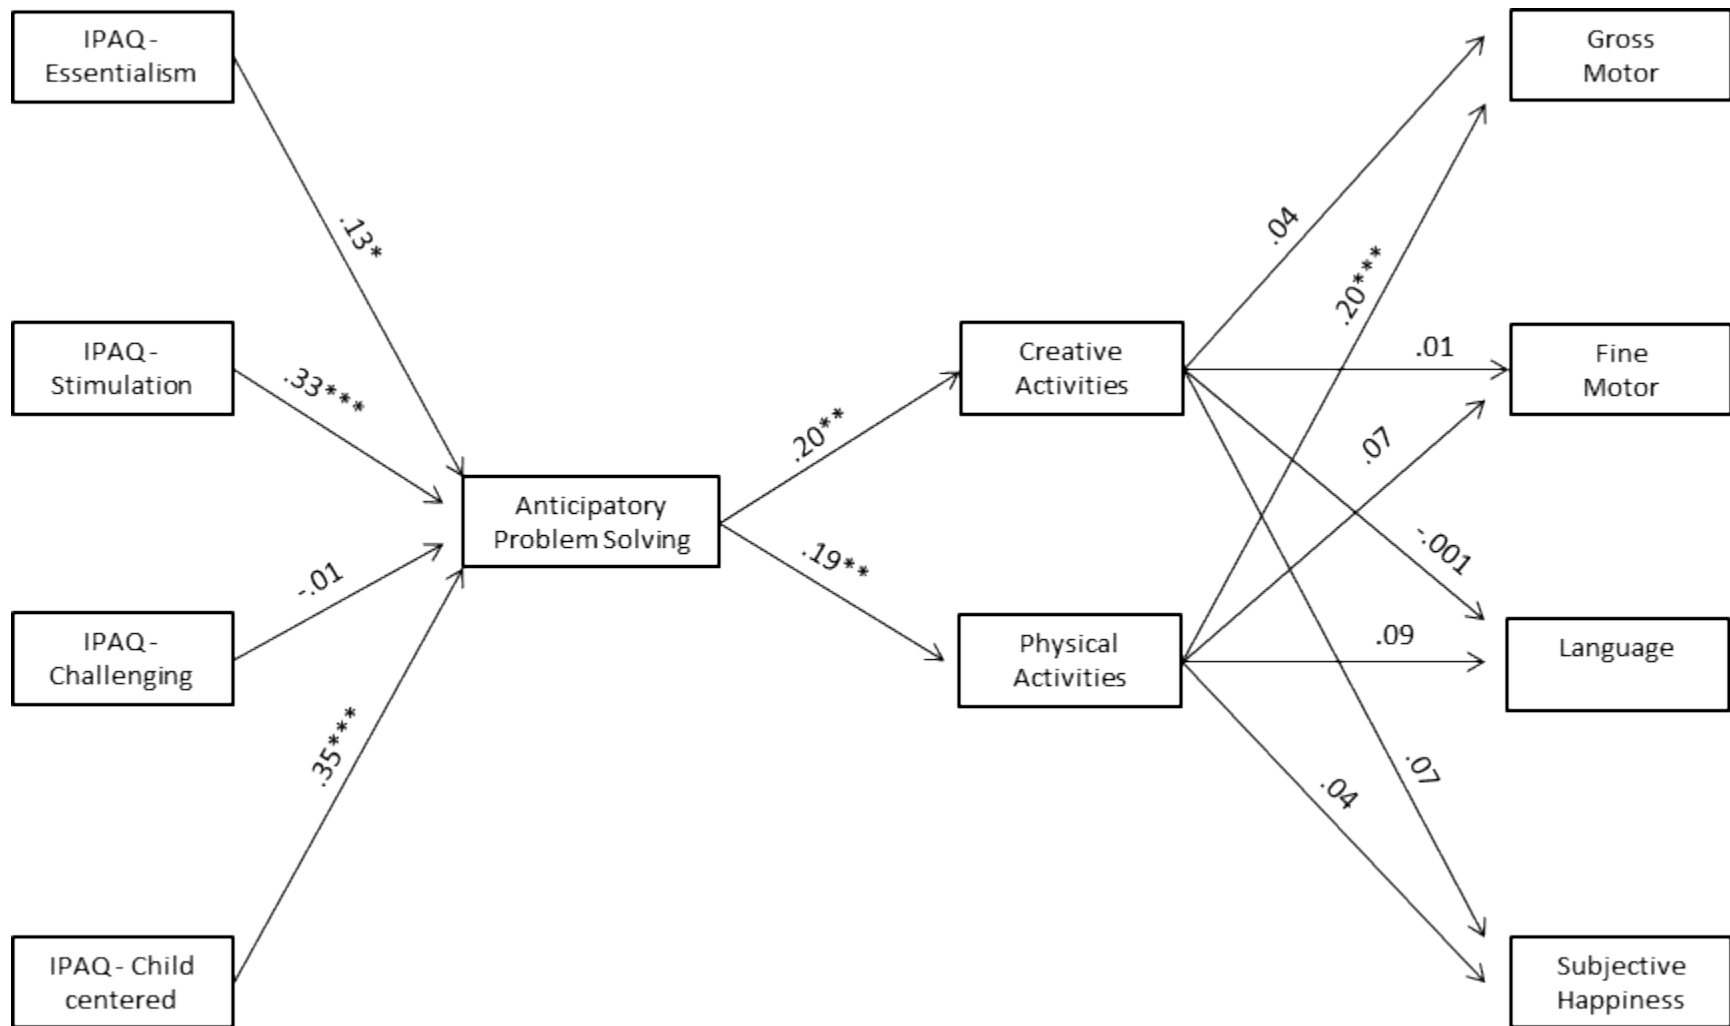 IPAQ -
Essentialism
IPAQ -
Stimulation
IPAQ -
Challenging
IPAQ - Child
centered
.13*
.33***
-.01
.35***
Anticipatory
Problem Solving
.20**
.19**
Creative
Activities
Physical
Activities
.04
.20***
.01
.07
-.001
.09
.07
.04
Gross
Motor
Fine
Motor
Language
Subjective
Happiness